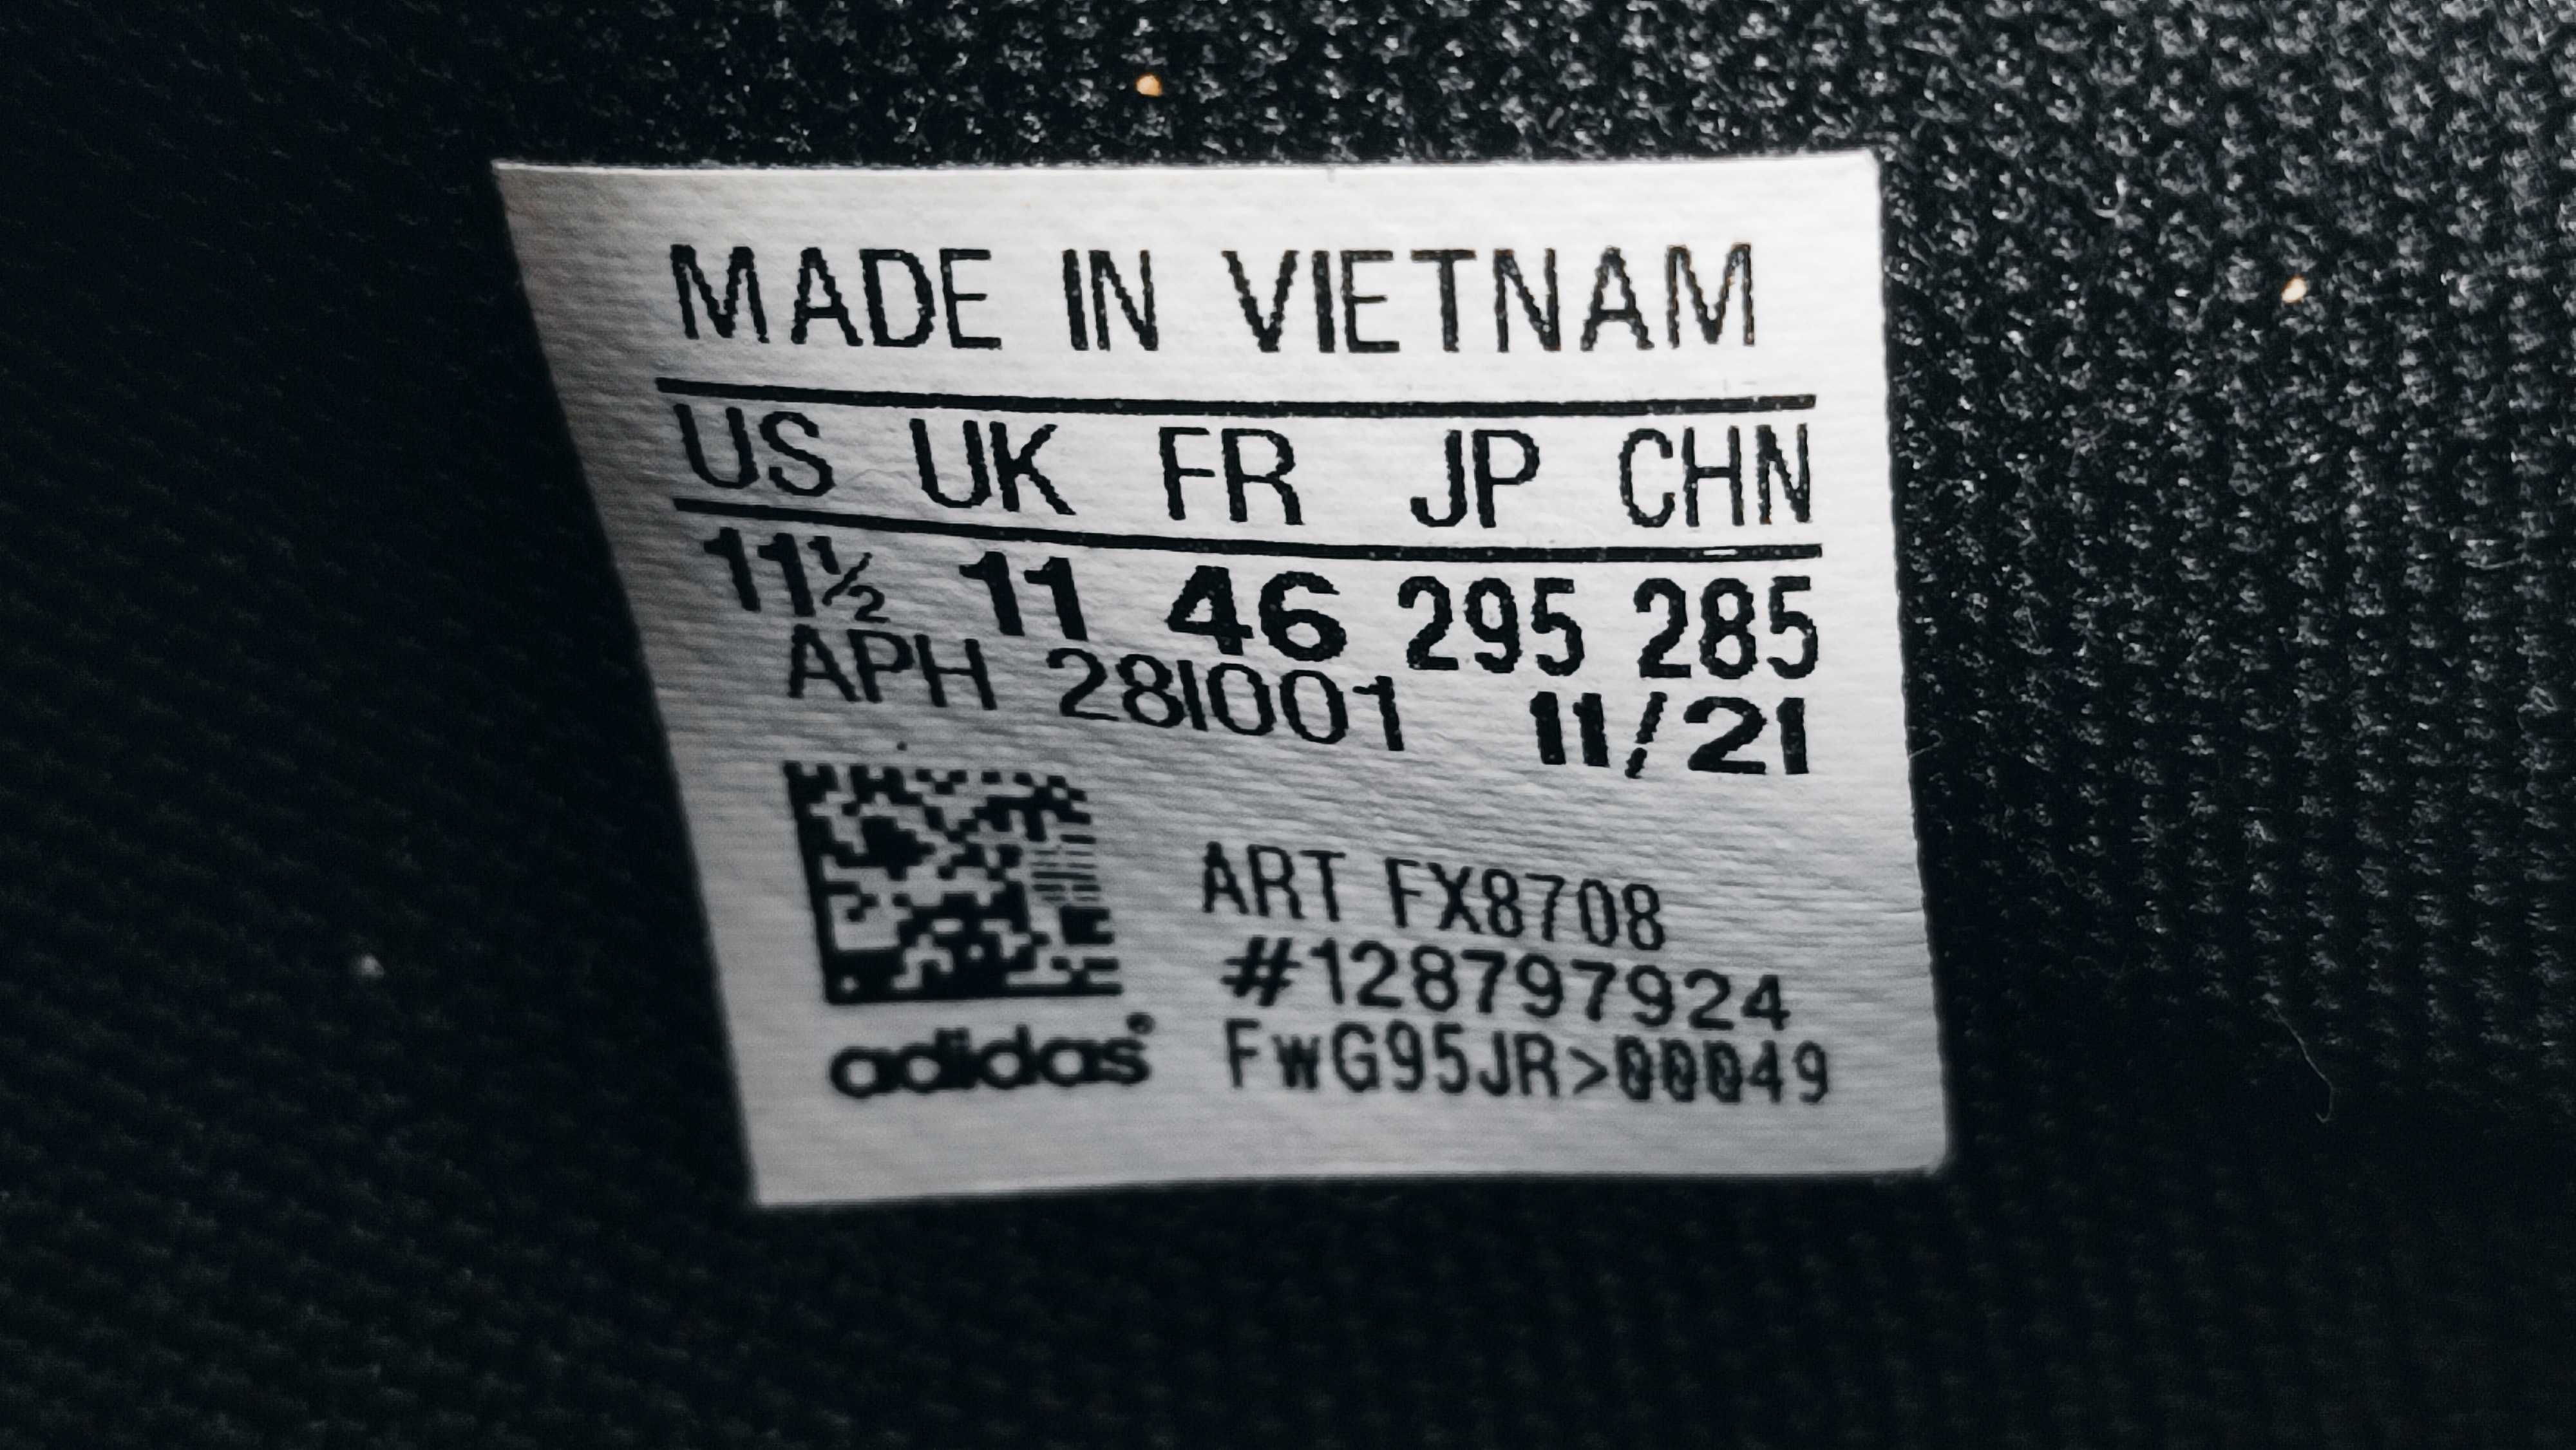 MADE IN VIETNAM
US UK FR JP CHN
11½ 11 46 295 285
APH 281001 11/21
ART FX8708
#128797924
adidas® FwG95JR>00049